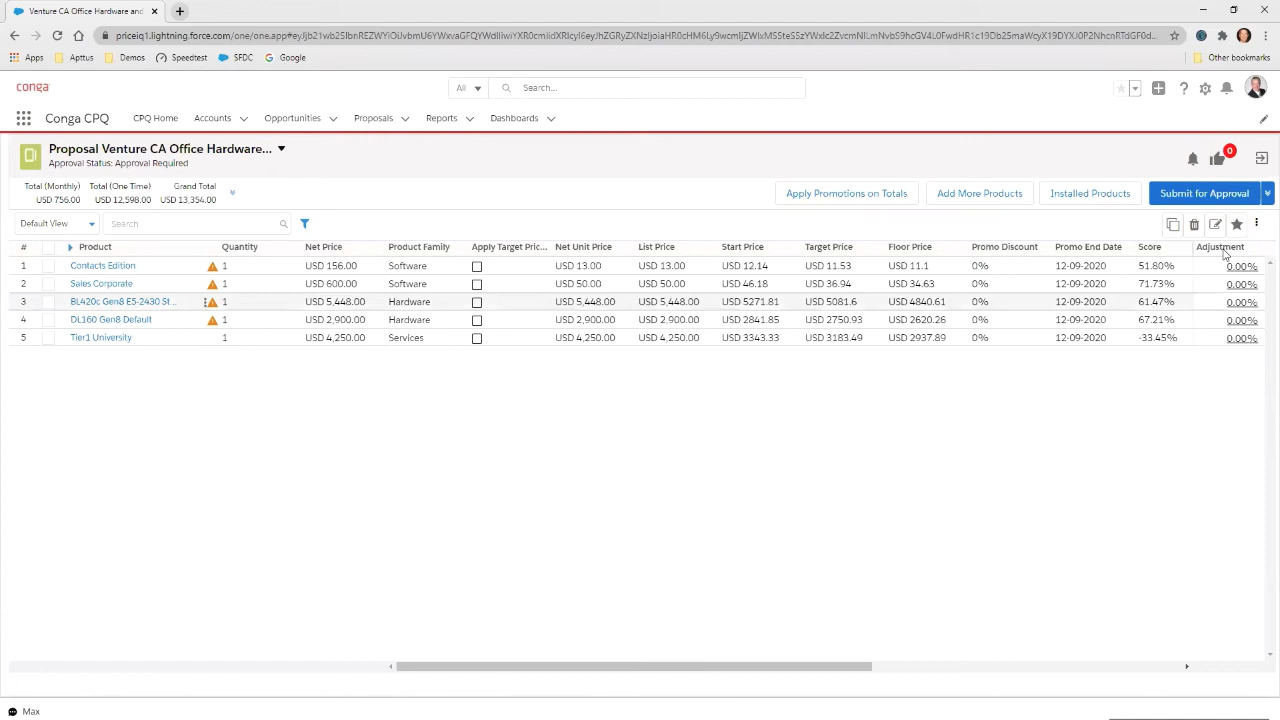 Venture CA Office Hardware and
Apps Apttus Demos Speedtest SFDC Google Other bookmarks
conga
All Search...
Conga CPQ CPQ Home Accounts Opportunities Proposals Reports Dashboards
Proposal Venture CA Office Hardware...
Approval Status: Approval Required
0
Total (Monthly) Total (One Time) Grand Total
USD 756.00 USD 12,598.00 USD 13,354.00
Apply Promotions on Totals Add More Products Installed Products Submit for Approval
Default View Search
# Product Quantity Net Price Product Family Apply Target Pric... Net Unit Price List Price Start Price Target Price Floor Price Promo Discount Promo End Date Score Adjustment
1 Contacts Edition 1 USD 156.00 Software USD 13.00 USD 13.00 USD 12.14 USD 11.53 USD 11.1 0% 12-09-2020 51.80% 0.00%
2 Sales Corporate 1 USD 600.00 Software USD 50.00 USD 50.00 USD 46.18 USD 36.94 USD 34.63 0% 12-09-2020 71.73% 0.00%
3 BL420c Gen8 E5-2430 St... 1 USD 5,448.00 Hardware USD 5,448.00 USD 5,448.00 USD 5271.81 USD 5081.6 USD 4840.61 0% 12-09-2020 61.47% 0.00%
4 DL160 Gen8 Default 1 USD 2,900.00 Hardware USD 2,900.00 USD 2,900.00 USD 2841.85 USD 2750.93 USD 2620.26 0% 12-09-2020 67.21% 0.00%
5 Tier1 University 1 USD 4,250.00 Services USD 4,250.00 USD 4,250.00 USD 3343.33 USD 3183.49 USD 2937.89 0% 12-09-2020 -33.45% 0.00%
Max